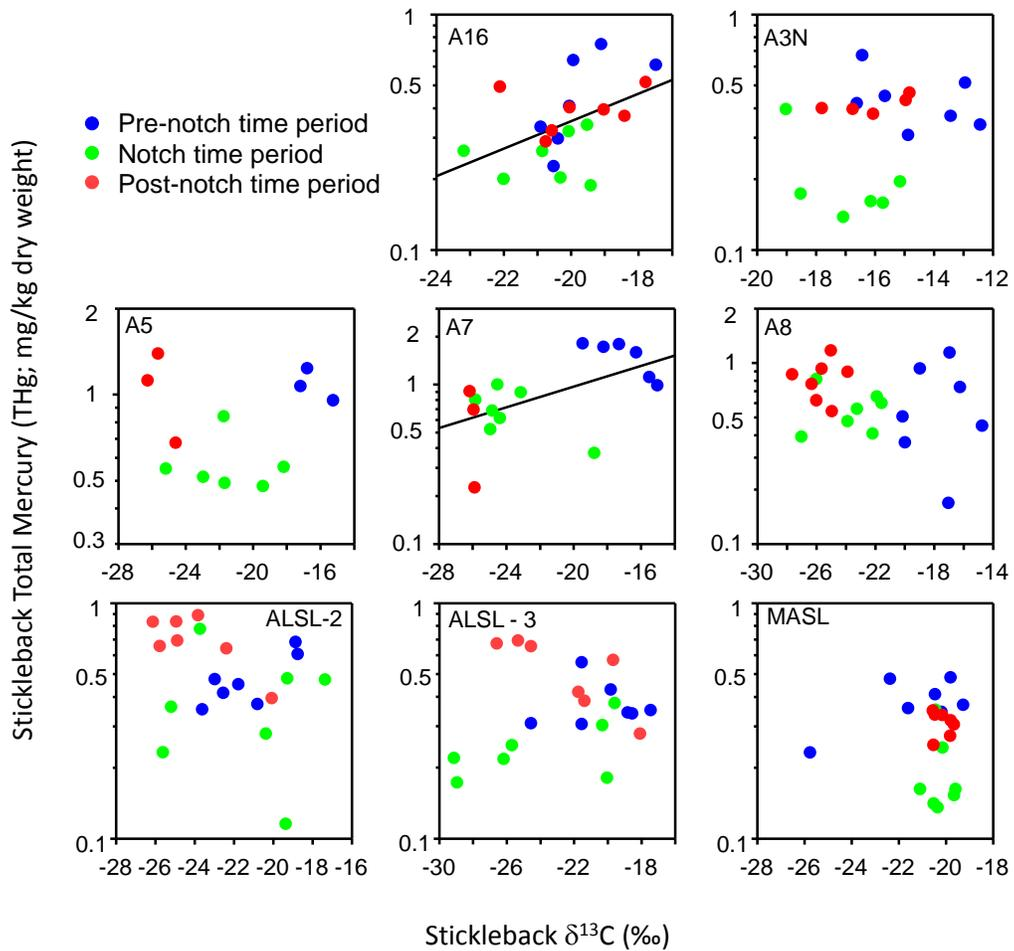 Stickleback Total Mercury (THg; mg/kg dry weight)
Pre-notch time period
Notch time period
Post-notch time period
A16
1
0.5
0.1
-24 -22 -20 -18
A3N
1
0.5
0.1
-20 -18 -16 -14 -12
A5
2
1
0.5
0.3
-28 -24 -20 -16
A7
2
1
0.5
0.1
-28 -24 -20 -16
A8
2
1
0.5
0.1
-30 -26 -22 -18 -14
ALSL-2
1
0.5
0.1
-28 -26 -24 -22 -20 -18 -16
ALSL - 3
1
0.5
0.1
-30 -26 -22 -18
MASL
1
0.5
0.1
-28 -26 -24 -22 -20 -18
Stickleback δ13C (‰)